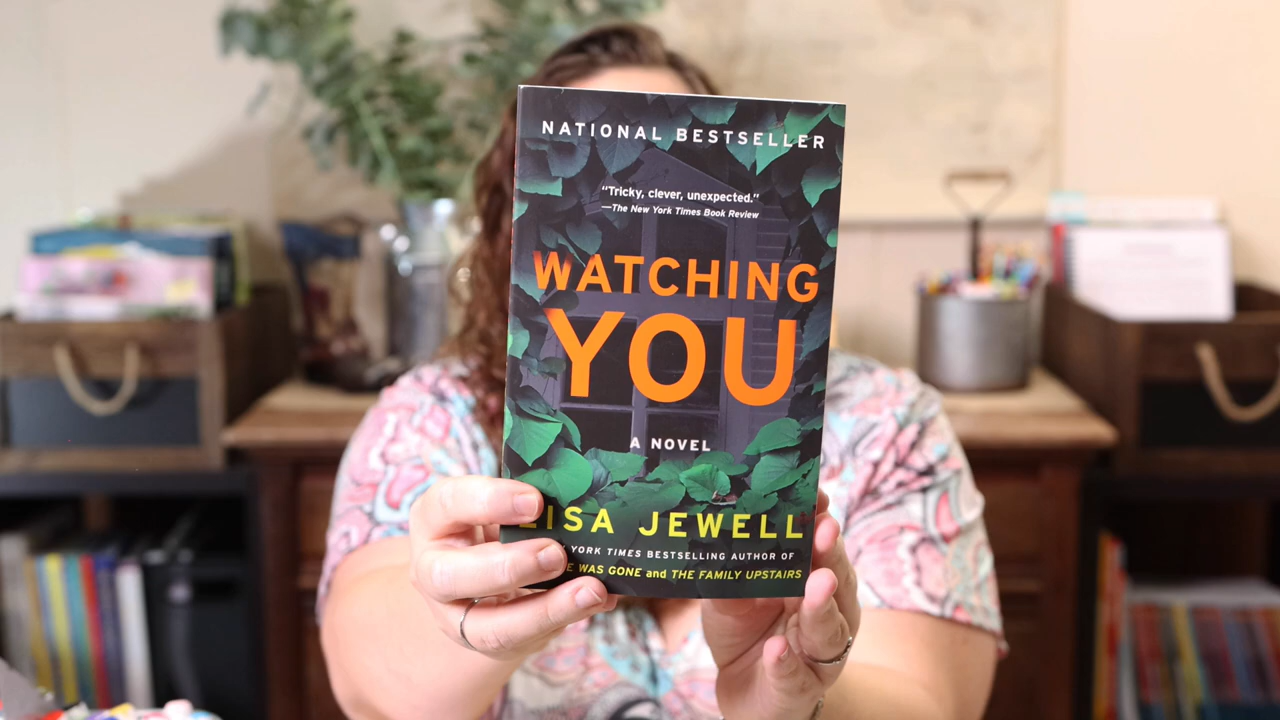 NATIONAL BESTSELLER
“Tricky, clever, unexpected.”
—The New York Times Book Review
WATCHING
YOU
A NOVEL
LISA JEWELL
YORK TIMES BESTSELLING AUTHOR OF
WAS GONE and THE FAMILY UPSTAIRS